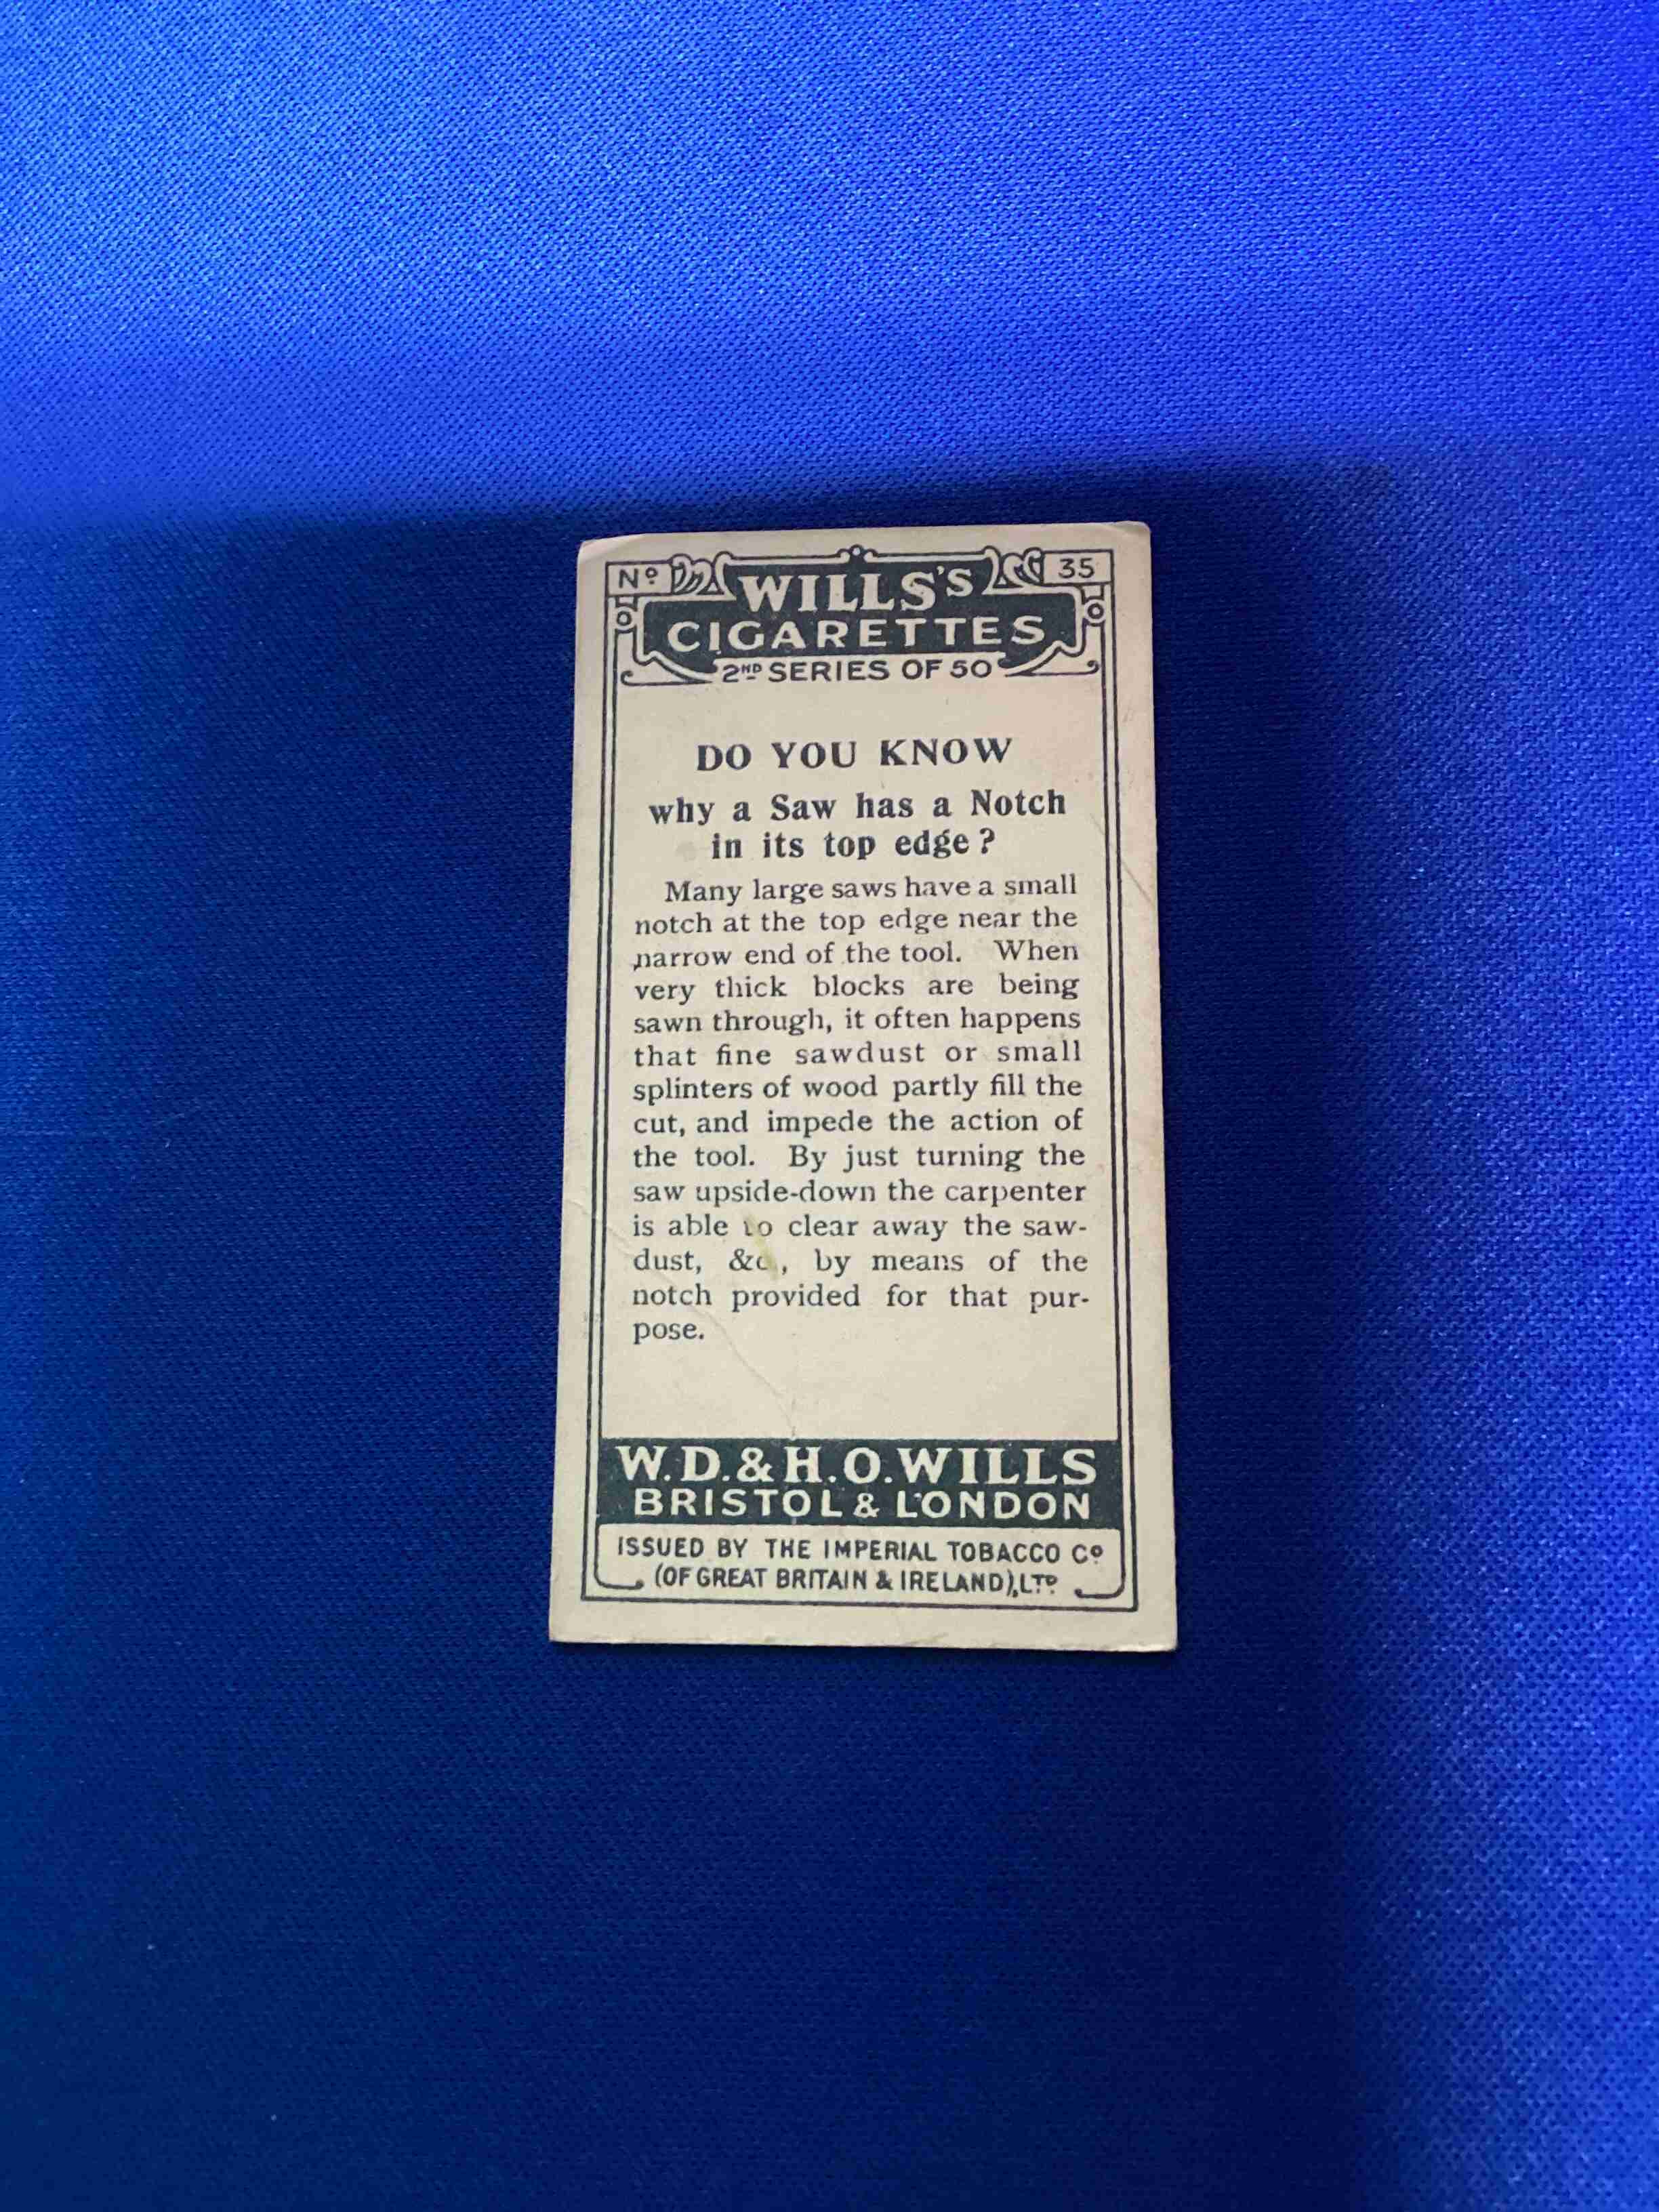 Nº 35
WILLS'S
CIGARETTES
2ND SERIES OF 50
DO YOU KNOW
why a Saw has a Notch
in its top edge?
Many large saws have a small
notch at the top edge near the
narrow end of the tool. When
very thick blocks are being
sawn through, it often happens
that fine sawdust or small
splinters of wood partly fill the
cut, and impede the action of
the tool. By just turning the
saw upside-down the carpenter
is able to clear away the saw-
dust, &c., by means of the
notch provided for that pur-
pose.
W.D.& H.O.WILLS
BRISTOL & LONDON
ISSUED BY THE IMPERIAL TOBACCO Cº
(OF GREAT BRITAIN & IRELAND), LTD